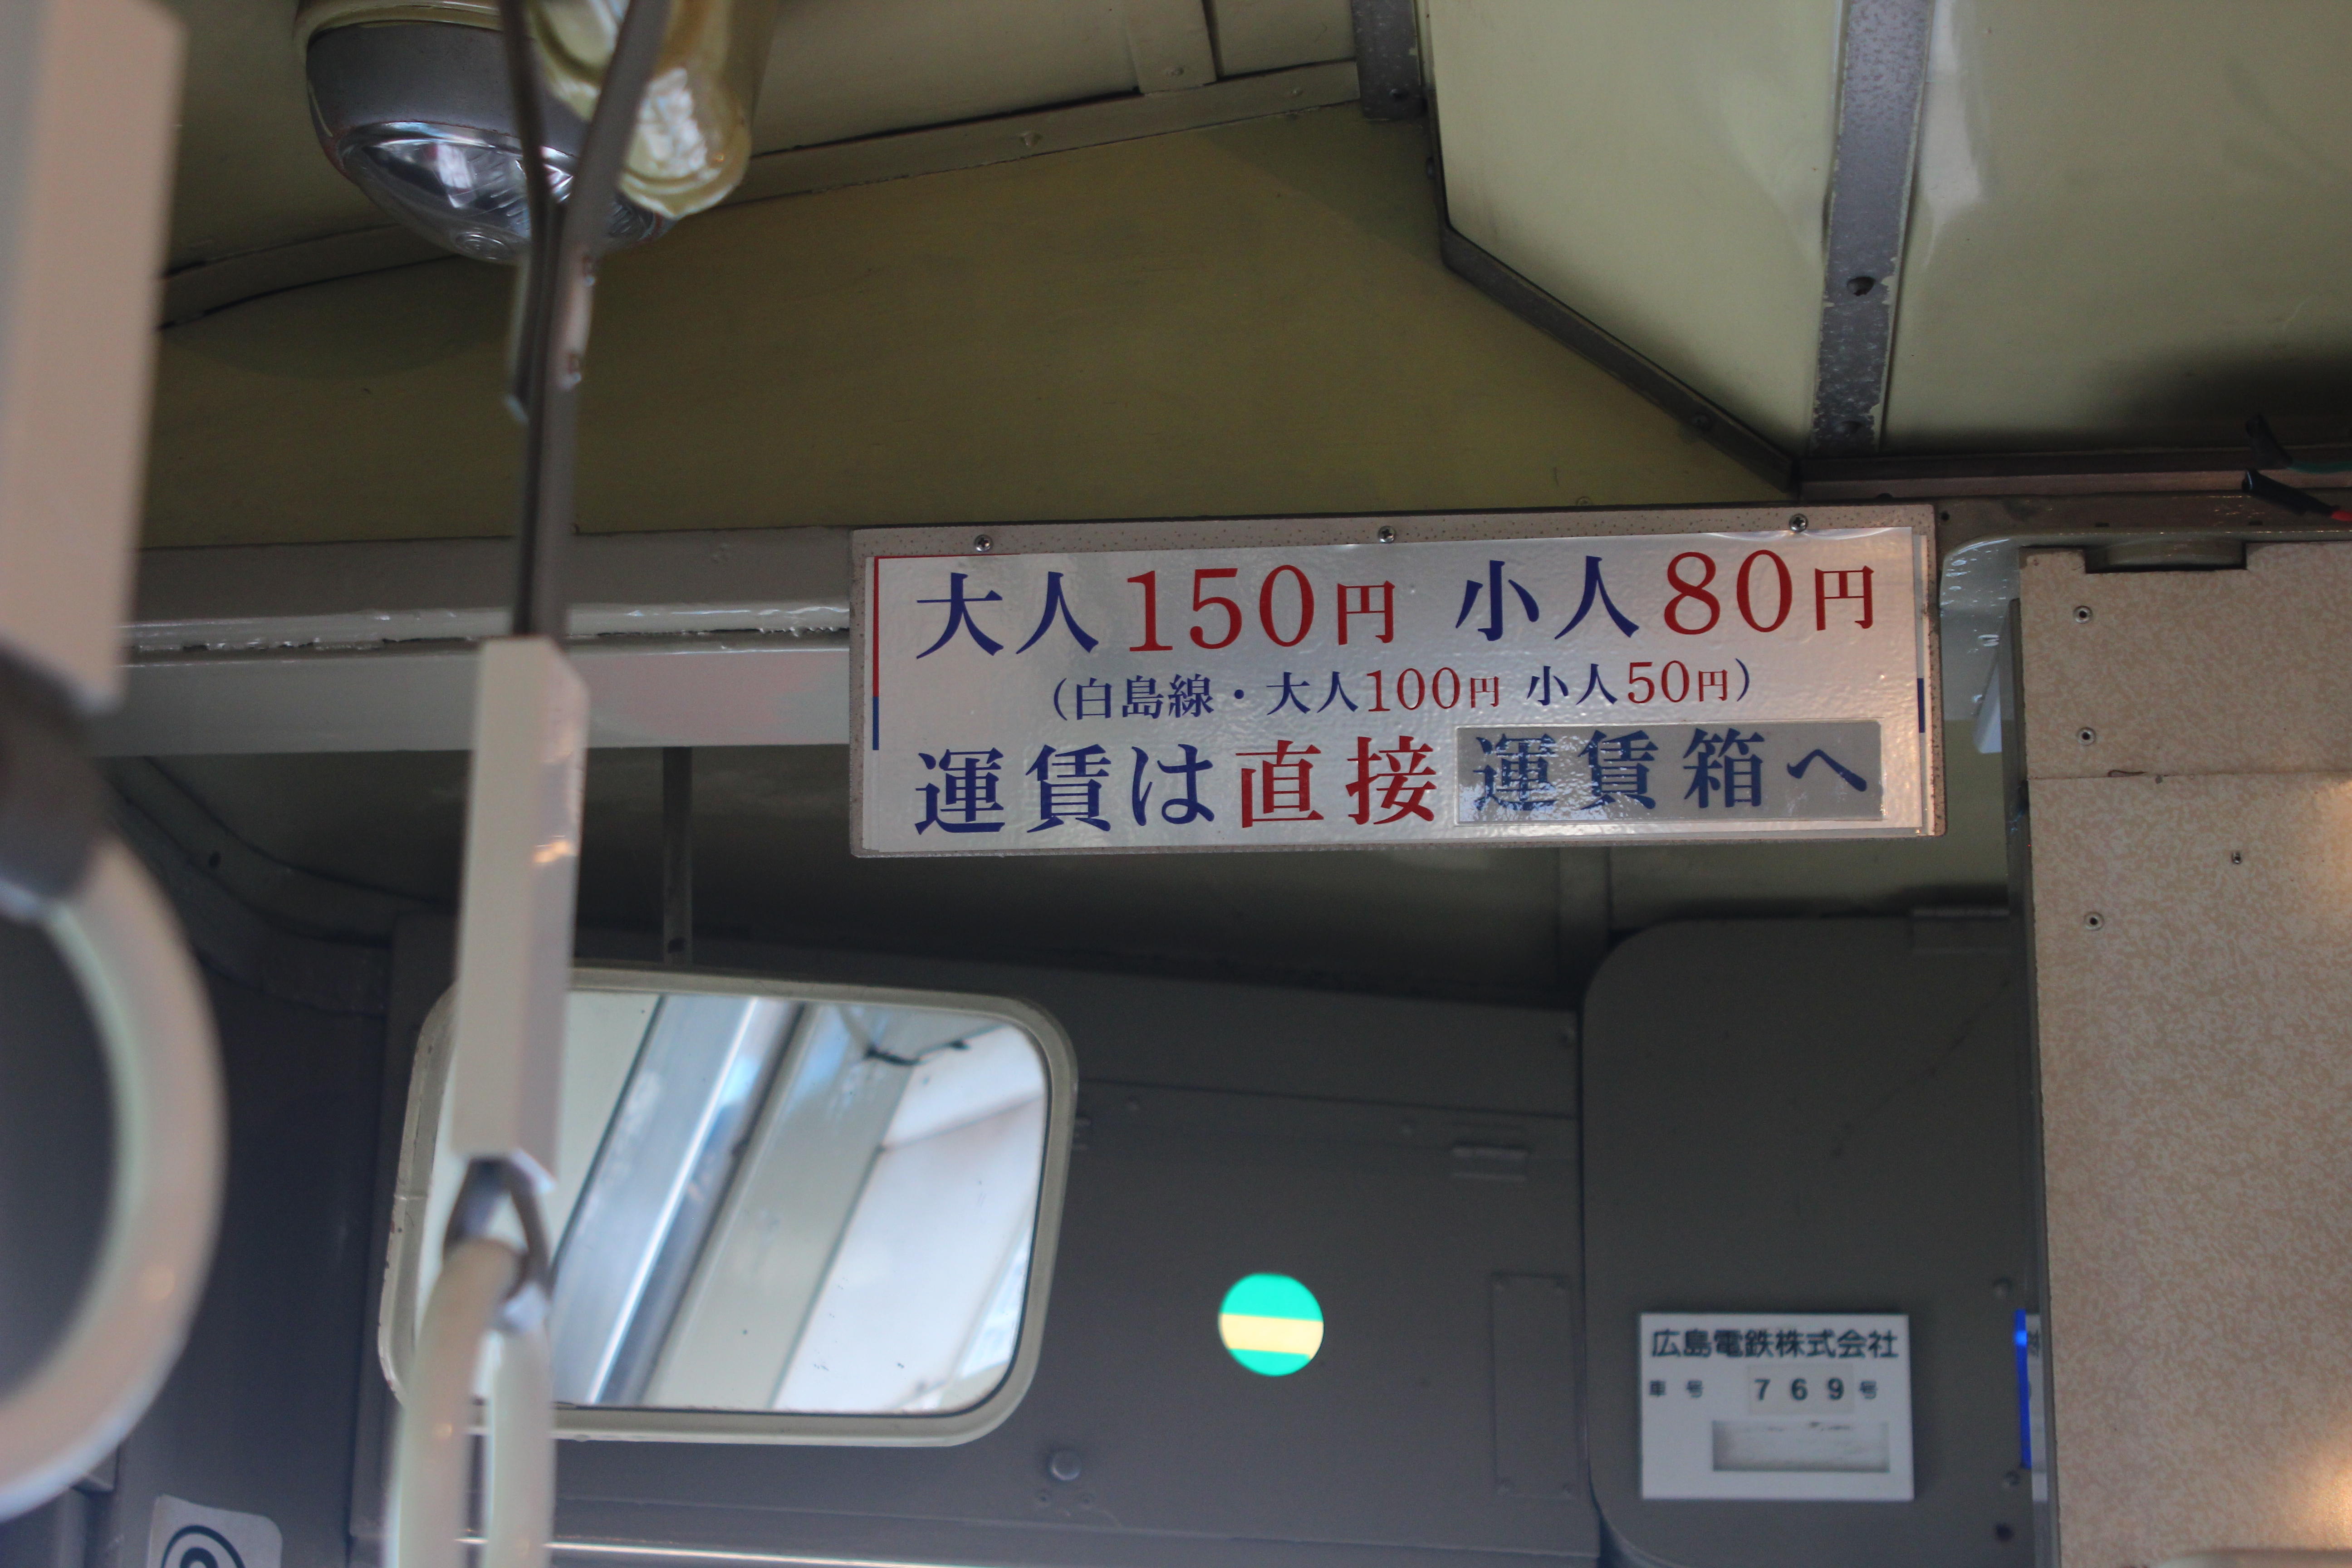 大人150円 小人80円
（白島線・大人100円 小人50円）
運賃は直接運賃箱へ
広島電鉄株式会社
車号 769号